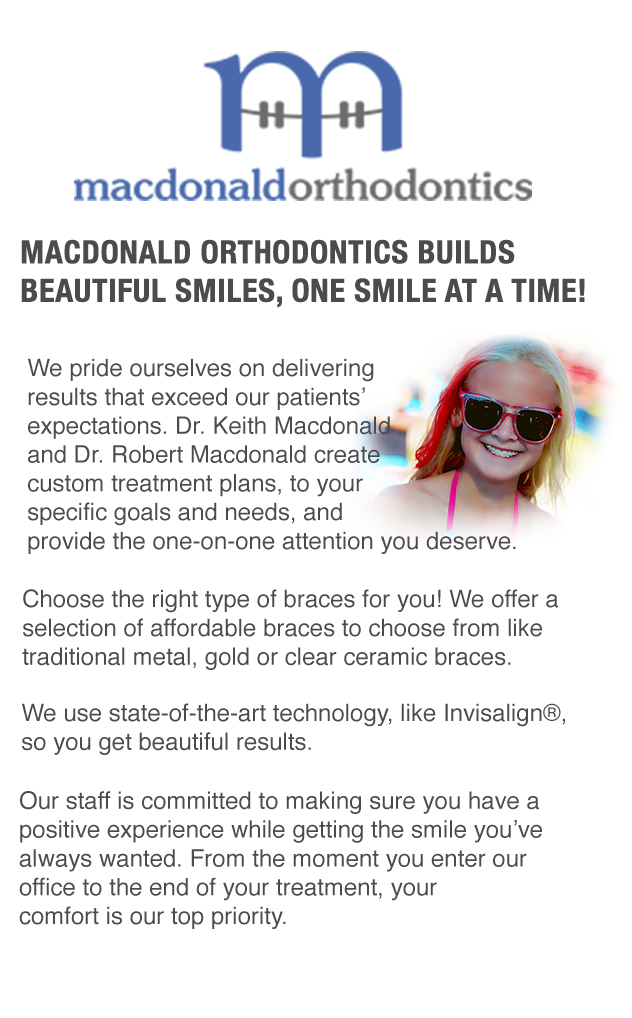 m
macdonaldorthodontics
MACDONALD ORTHODONTICS BUILDS
BEAUTIFUL SMILES, ONE SMILE AT A TIME!
We pride ourselves on delivering
results that exceed our patients’
expectations. Dr. Keith Macdonald
and Dr. Robert Macdonald create
custom treatment plans, to your
specific goals and needs, and
provide the one-on-one attention you deserve.
Choose the right type of braces for you! We offer a
selection of affordable braces to choose from like
traditional metal, gold or clear ceramic braces.
We use state-of-the-art technology, like Invisalign®,
so you get beautiful results.
Our staff is committed to making sure you have a
positive experience while getting the smile you’ve
always wanted. From the moment you enter our
office to the end of your treatment, your
comfort is our top priority.